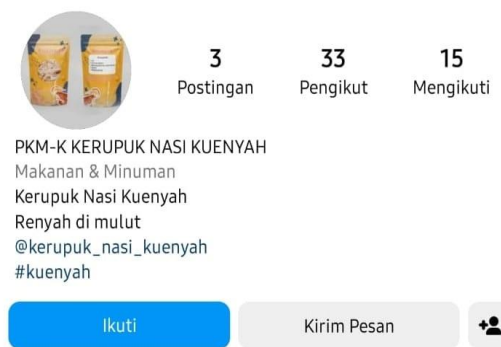 3 33 15
Postingan Pengikut Mengikuti
PKM-K KERUPUK NASI KUENYAH
Makanan & Minuman
Kerupuk Nasi Kuenyah
Renyah di mulut
@kerupuk_nasi_kuenyah
#kuenyah
Ikuti Kirim Pesan